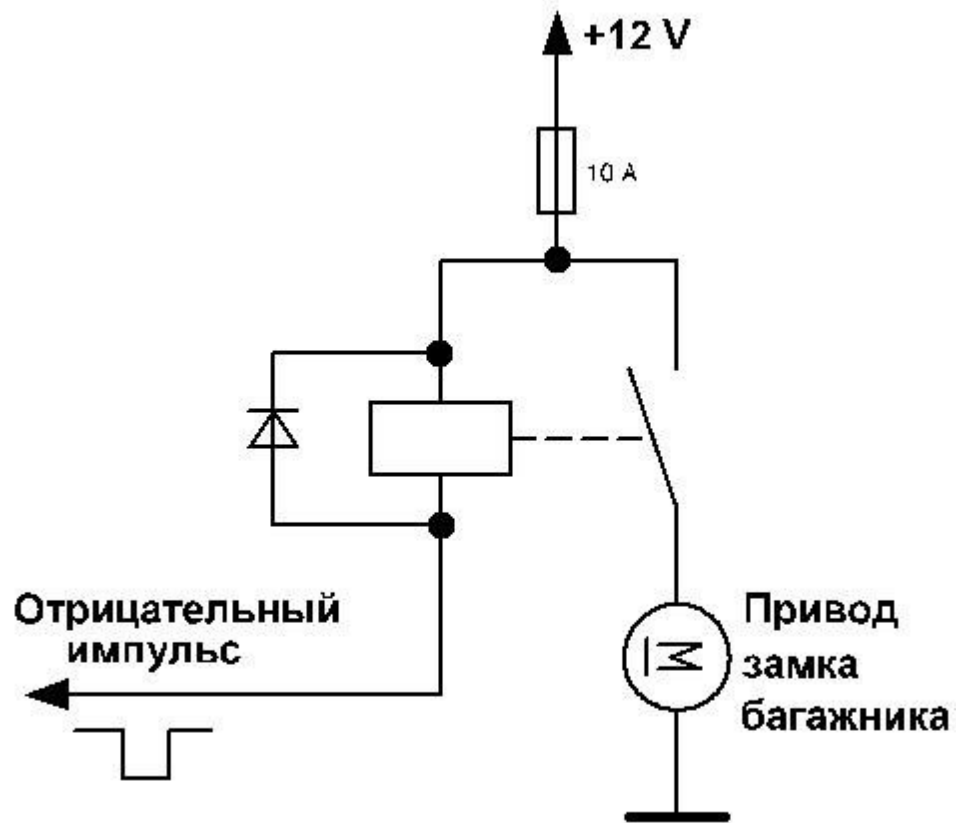 +12 V
10 A
Отрицательный
импульс
M
Привод
замка
багажника